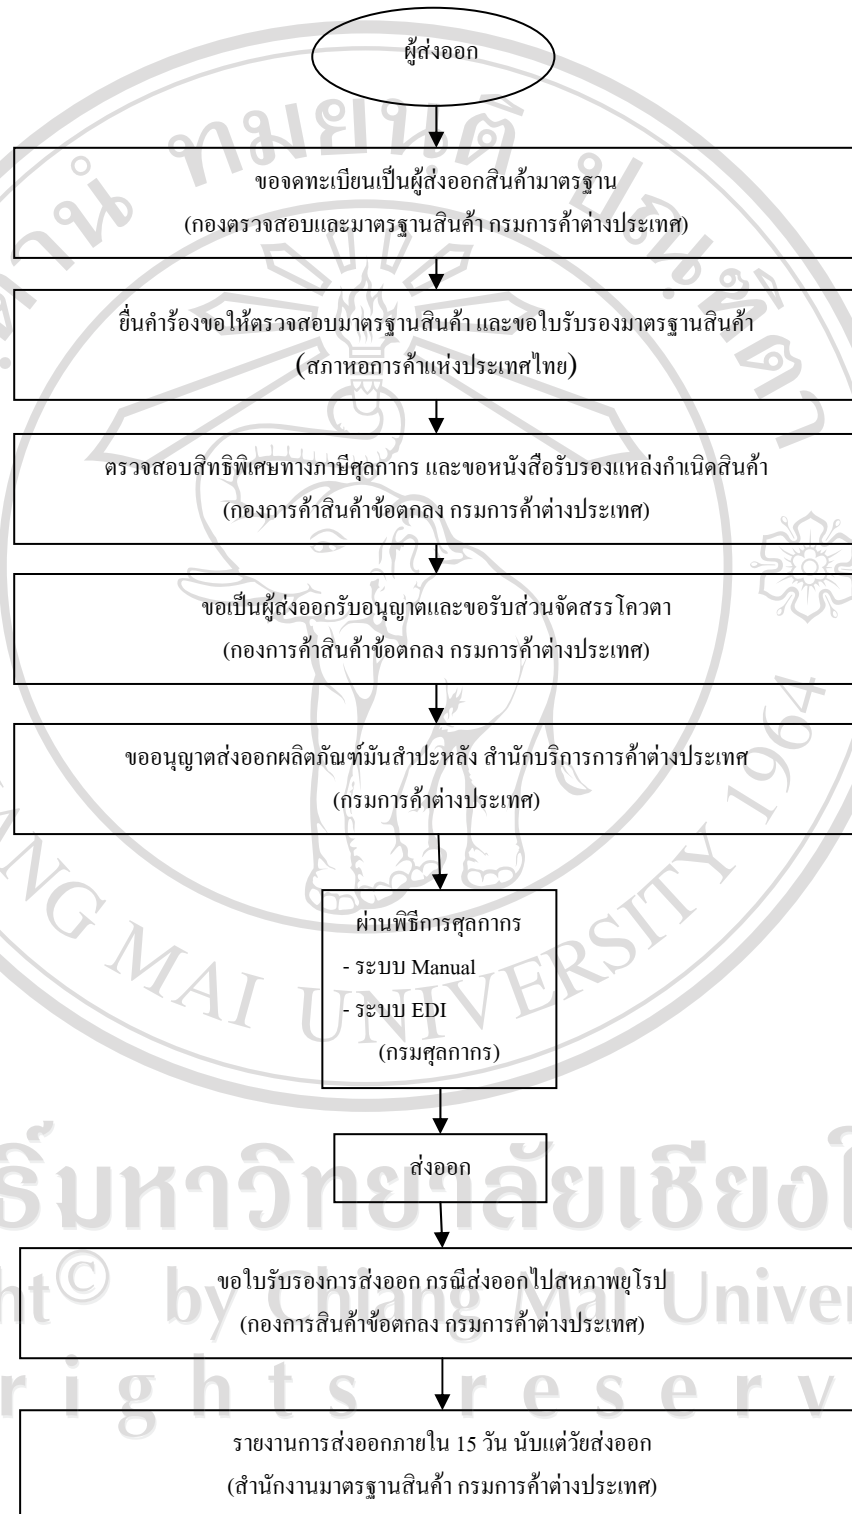 ผู้ส่งออก
ขอจดทะเบียนเป็นผู้ส่งออกสินค้ามาตรฐาน
(กองตรวจสอบและมาตรฐานสินค้า กรมการค้าต่างประเทศ)
ยื่นคำร้องขอให้ตรวจสอบมาตรฐานสินค้า และขอใบรับรองมาตรฐานสินค้า
(สภาหอการค้าแห่งประเทศไทย)
ตรวจสอบสิทธิพิเศษทางภาษีศุลกากร และขอหนังสือรับรองแหล่งกำเนิดสินค้า
(กองการค้าสินค้าข้อตกลง กรมการค้าต่างประเทศ)
ขอเป็นผู้ส่งออกรับอนุญาตและขอรับส่วนจัดสรรโควตา
(กองการค้าสินค้าข้อตกลง กรมการค้าต่างประเทศ)
ขออนุญาตส่งออกผลิตภัณฑ์มันสำปะหลัง สำนักบริการการค้าต่างประเทศ
(กรมการค้าต่างประเทศ)
ผ่านพิธีการศุลกากร
- ระบบ Manual
- ระบบ EDI
(กรมศุลกากร)
ส่งออก
ขอใบรับรองการส่งออก กรณีส่งออกไปสหภาพยุโรป
(กองการสินค้าข้อตกลง กรมการค้าต่างประเทศ)
รายงานการส่งออกภายใน 15 วัน นับแต่วัยส่งออก
(สำนักงานมาตรฐานสินค้า กรมการค้าต่างประเทศ)
ANG MAI UNIVERSITY 1964
ธิ์มหาวิทยาลัยเชียงใ
ht© by Chiang Mai Univer
r i g h t s r e s e r v